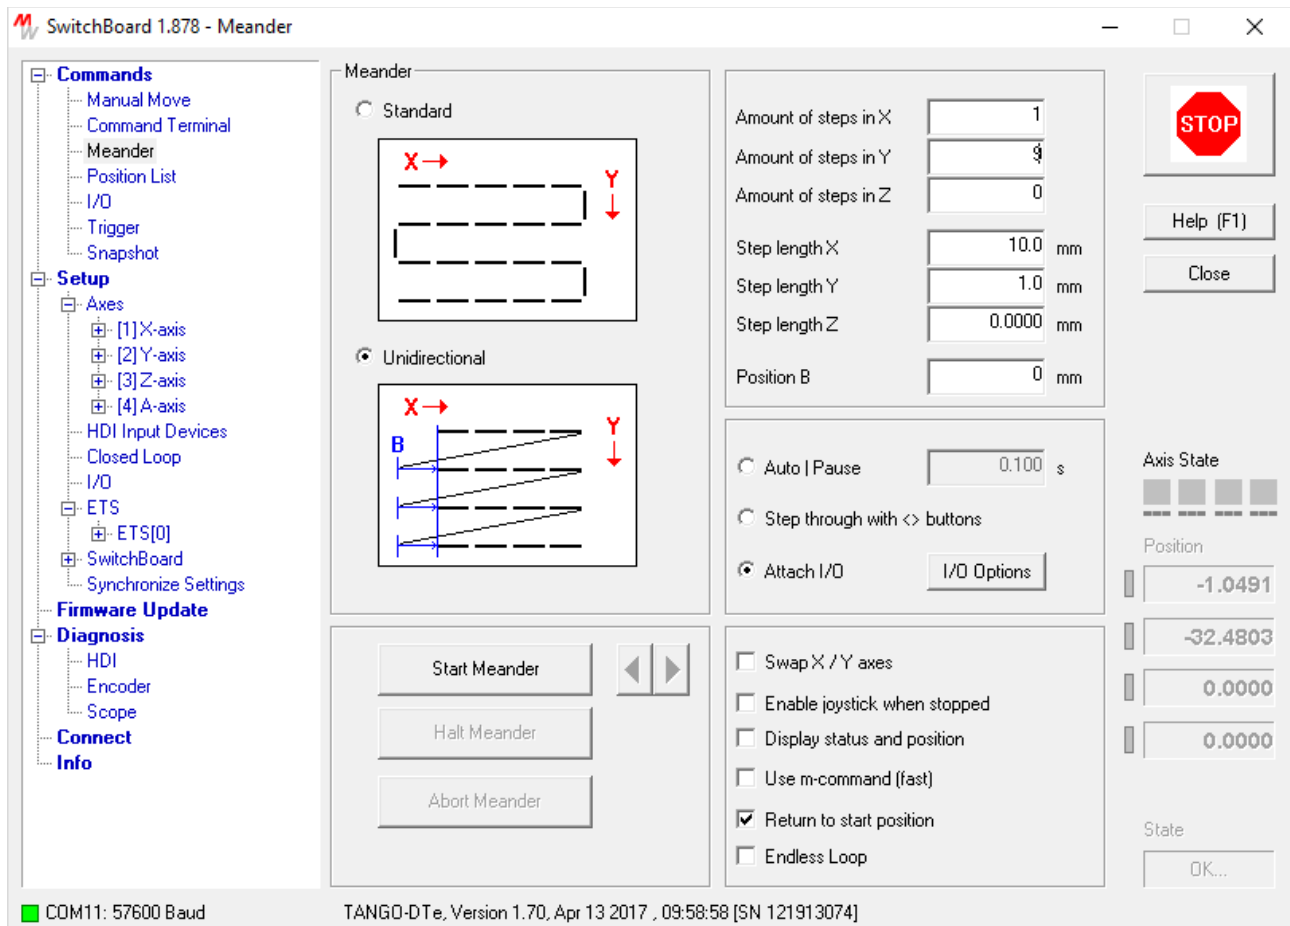 SwitchBoard 1.878 - Meander
Commands
Manual Move
Command Terminal
Meander
Position List
I/O
Trigger
Snapshot
Setup
Axes
[1] X-axis
[2] Y-axis
[3] Z-axis
[4] A-axis
HDI Input Devices
Closed Loop
I/O
ETS
ETS[0]
SwitchBoard
Synchronize Settings
Firmware Update
Diagnosis
HDI
Encoder
Scope
Connect
Info
Meander
Standard
X
Y
Unidirectional
X
Y
B
Start Meander
Halt Meander
Abort Meander
Amount of steps in X 1
Amount of steps in Y 9
Amount of steps in Z 0
Step length X 10.0 mm
Step length Y 1.0 mm
Step length Z 0.0000 mm
Position B 0 mm
Auto | Pause 0.100 s
Step through with <> buttons
Attach I/O I/O Options
Swap X / Y axes
Enable joystick when stopped
Display status and position
Use m-command (fast)
Return to start position
Endless Loop
STOP
Help (F1)
Close
Axis State
Position
-1.0491
-32.4803
0.0000
0.0000
State
OK...
COM11: 57600 Baud
TANGO-DTe, Version 1.70, Apr 13 2017 , 09:58:58 [SN 121913074]